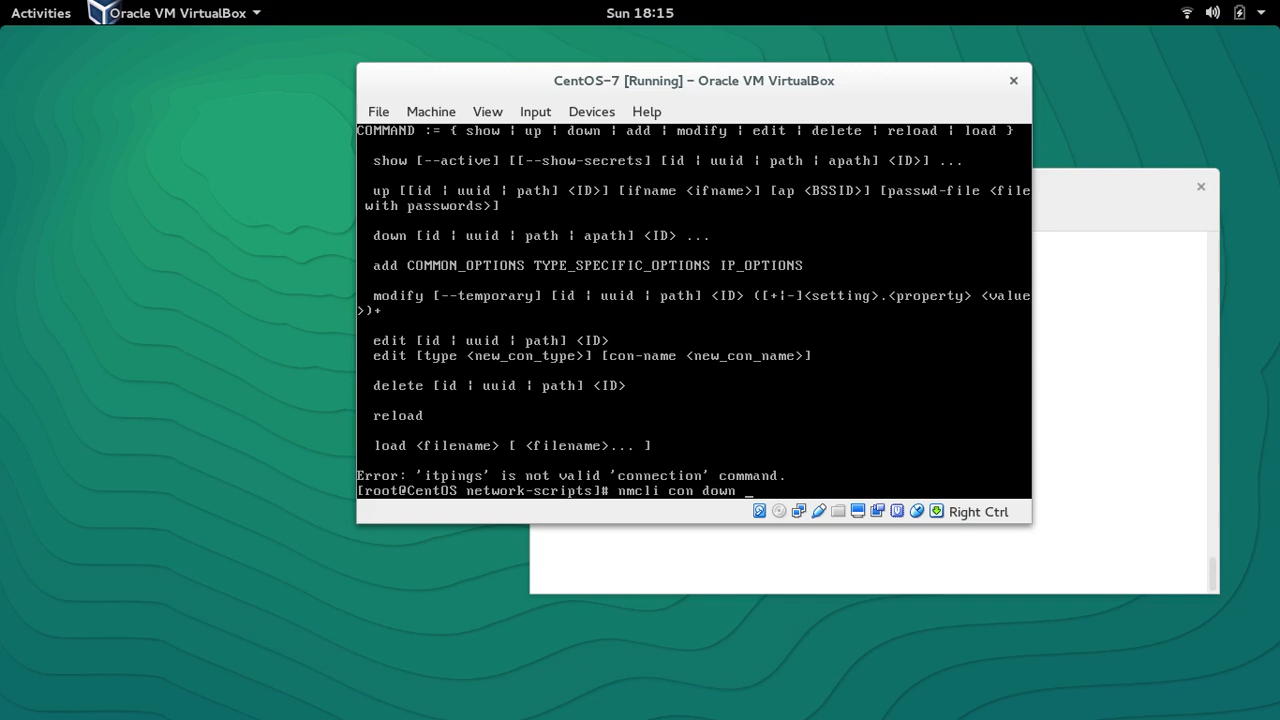 Activities Oracle VM VirtualBox Sun 18:15
CentOS-7 [Running] – Oracle VM VirtualBox ×
File Machine View Input Devices Help
COMMAND := { show | up | down | add | modify | edit | delete | reload | load }
show [--active] [[--show-secrets] [id | uuid | path | apath] <ID>] ...
up [[id | uuid | path] <ID>] [ifname <ifname>] [ap <BSSID>] [passwd-file <file
with passwords>]
down [id | uuid | path | apath] <ID> ...
add COMMON_OPTIONS TYPE_SPECIFIC_OPTIONS IP_OPTIONS
modify [--temporary] [id | uuid | path] <ID> ([+|-]<setting>.<property> <value
>)+
edit [id | uuid | path] <ID>
edit [type <new_con_type>] [con-name <new_con_name>]
delete [id | uuid | path] <ID>
reload
load <filename> [ <filename>... ]
Error: 'itpings' is not valid 'connection' command.
[root@CentOS network-scripts]# nmcli con down _
Right Ctrl
×